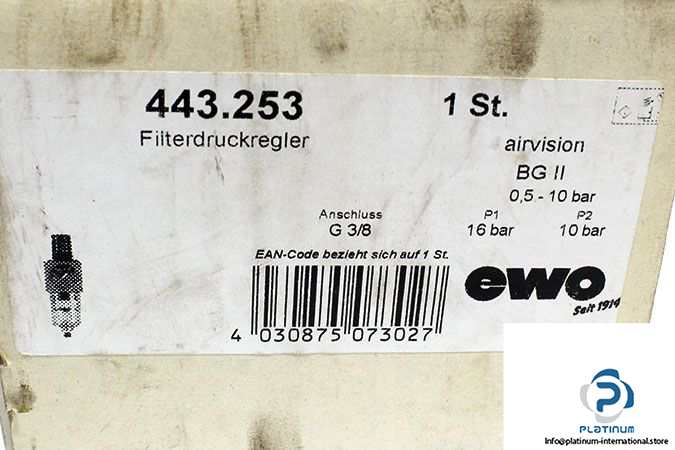 443.253
1 St.
Filterdruckregler
airvision
BG II
0,5 - 10 bar
Anschluss
P1
P2
G 3/8
16 bar
10 bar
EAN-Code bezieht sich auf 1 St.
ewo
Seit 1914
4 030875 073027
PLATINUM
Info@platinum-international.store